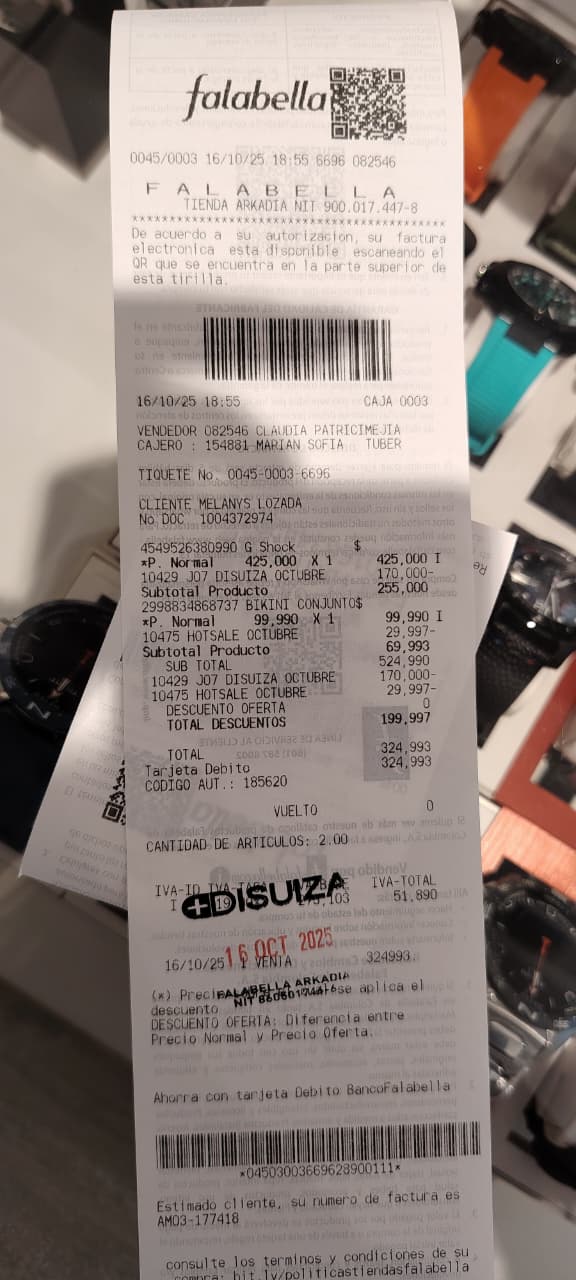 falabella
0045/0003 16/10/25 18:55 6696 082546
F A L A B E L L A
TIENDA ARKADIA NIT 900.017.447-8
****************************************
De acuerdo a su autorizacion, su factura
electronica esta disponible escaneando el
QR que se encuentra en la parte superior de
esta tirilla.
16/10/25 18:55 CAJA 0003
VENDEDOR 082546 CLAUDIA PATRICIMEJIA
CAJERO : 154881 MARIAN SOFIA TUBER
TIQUETE No 0045-0003-6696
CLIENTE MELANYS LOZADA
No DOC 1004372974
4549526380990 G Shock $
*P. Normal 425,000 X 1 425,000 I
10429 JO7 DISUIZA OCTUBRE 170,000-
Subtotal Producto 255,000
2998834868737 BIKINI CONJUNTO$
*P. Normal 99,990 X 1 99,990 I
10475 HOTSALE OCTUBRE 29,997-
Subtotal Producto 69,993
SUB TOTAL 524,990
10429 JO7 DISUIZA OCTUBRE 170,000-
10475 HOTSALE OCTUBRE 29,997-
DESCUENTO OFERTA 0
TOTAL DESCUENTOS 199,997
TOTAL 324,993
Tarjeta Debito 324,993
CODIGO AUT.: 185620
VUELTO 0
CANTIDAD DE ARTICULOS: 2.00
IVA-ID IVA-TOTAL
I 19 51,890
DISUIZA
16 OCT 2025
16/10/25 1 VENTA 324993.
FALABELLA ARKADIA
(*) se aplica el
descuento
DESCUENTO OFERTA: Diferencia entre
Precio Normal y Precio Oferta.
Ahorra con tarjeta Debito BancoFalabella
*04503003669628900111*
Estimado cliente, su numero de factura es
AM03-177418
consulte los terminos y condiciones de su
compra: bit.ly/politicastiendasfalabella